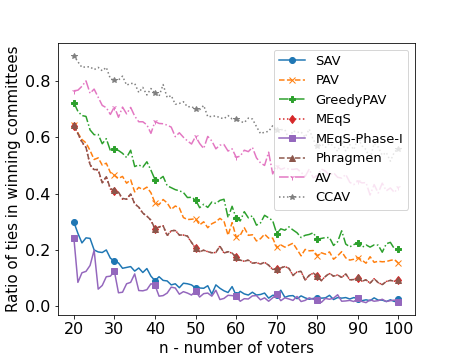 Ratio of ties in winning committees
0.8
0.6
0.4
0.2
0.0
SAV
PAV
GreedyPAV
MEqS
MEqS-Phase-I
Phragmen
AV
CCAV
20 30 40 50 60 70 80 90 100
n - number of voters